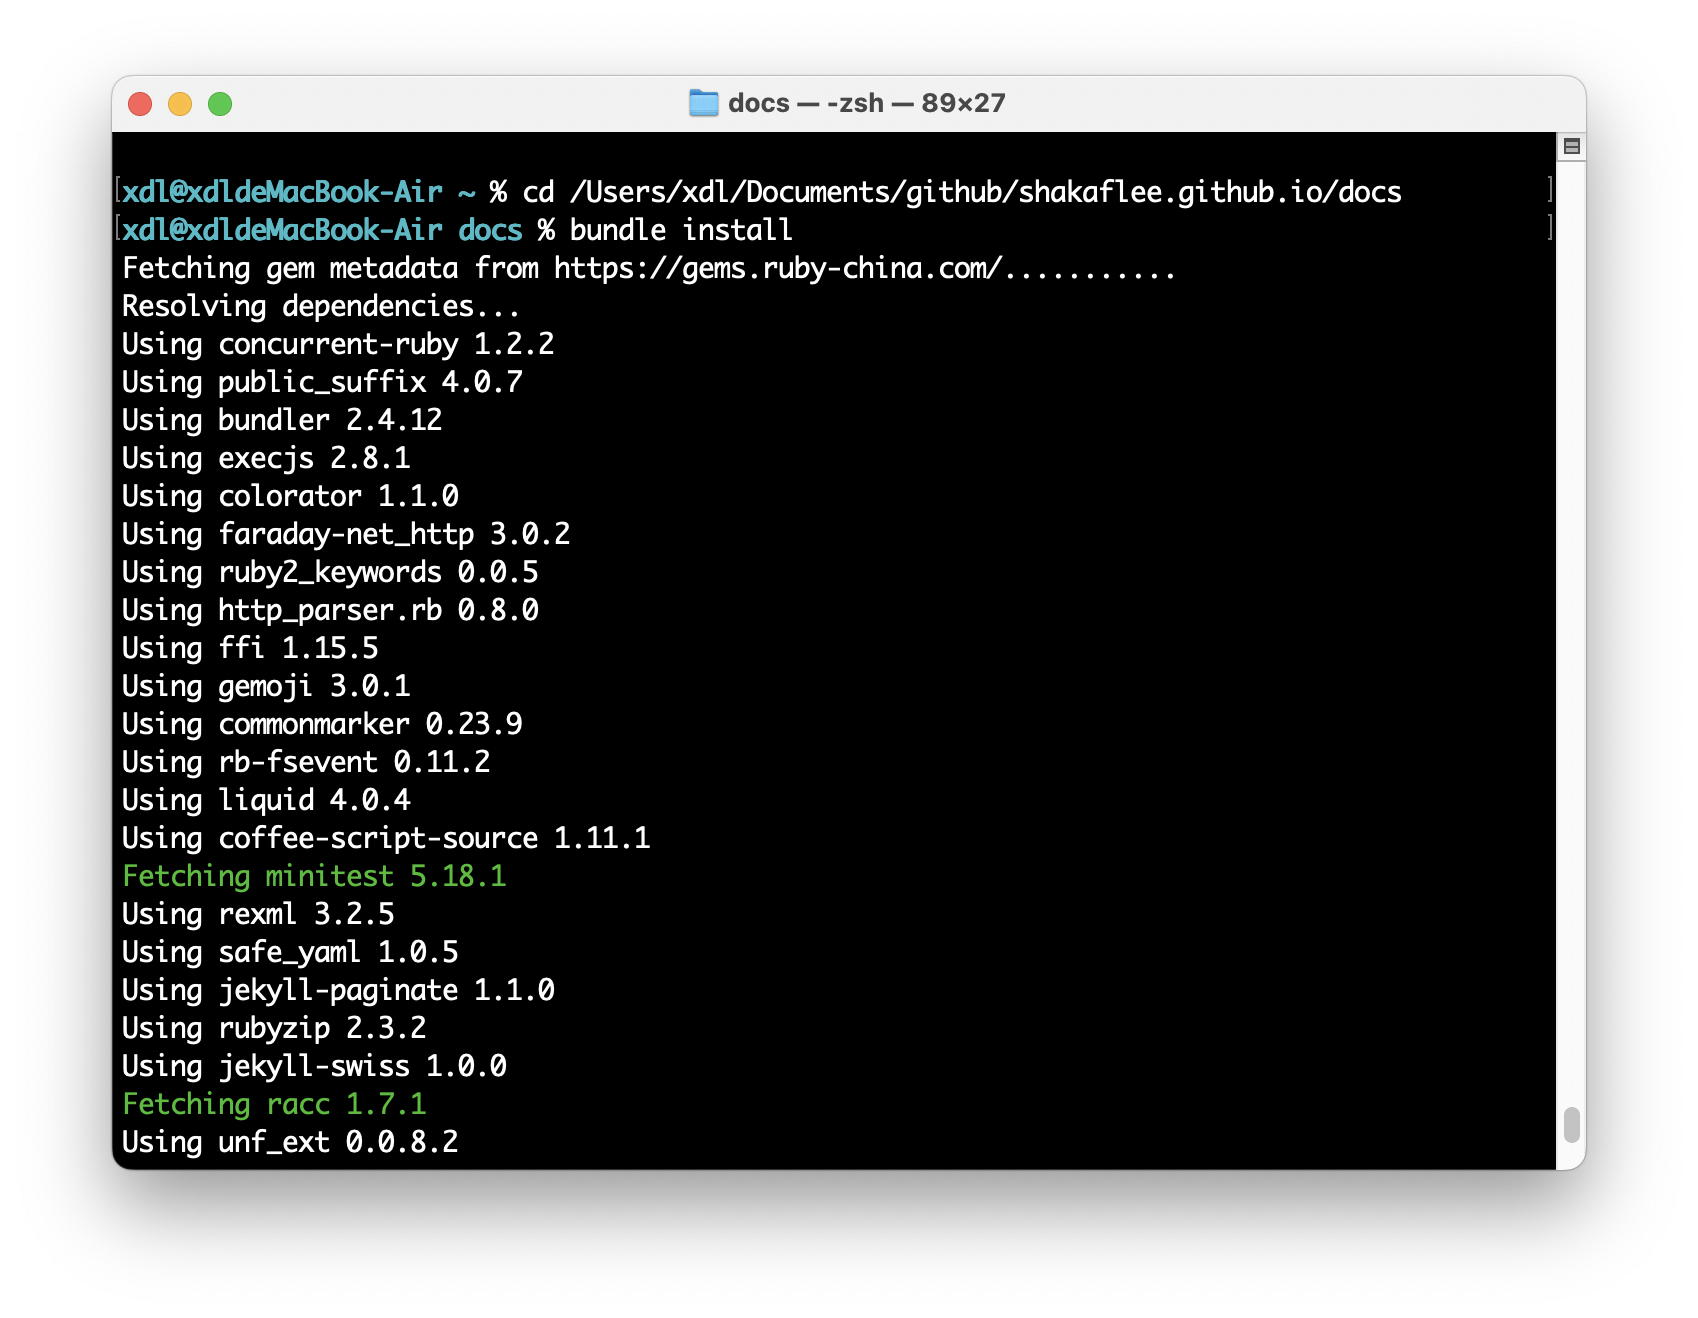 docs — -zsh — 89×27
xdl@xdldeMacBook-Air ~ % cd /Users/xdl/Documents/github/shakaflee.github.io/docs
xdl@xdldeMacBook-Air docs % bundle install
Fetching gem metadata from https://gems.ruby-china.com/...........
Resolving dependencies...
Using concurrent-ruby 1.2.2
Using public_suffix 4.0.7
Using bundler 2.4.12
Using execjs 2.8.1
Using colorator 1.1.0
Using faraday-net_http 3.0.2
Using ruby2_keywords 0.0.5
Using http_parser.rb 0.8.0
Using ffi 1.15.5
Using gemoji 3.0.1
Using commonmarker 0.23.9
Using rb-fsevent 0.11.2
Using liquid 4.0.4
Using coffee-script-source 1.11.1
Fetching minitest 5.18.1
Using rexml 3.2.5
Using safe_yaml 1.0.5
Using jekyll-paginate 1.1.0
Using rubyzip 2.3.2
Using jekyll-swiss 1.0.0
Fetching racc 1.7.1
Using unf_ext 0.0.8.2